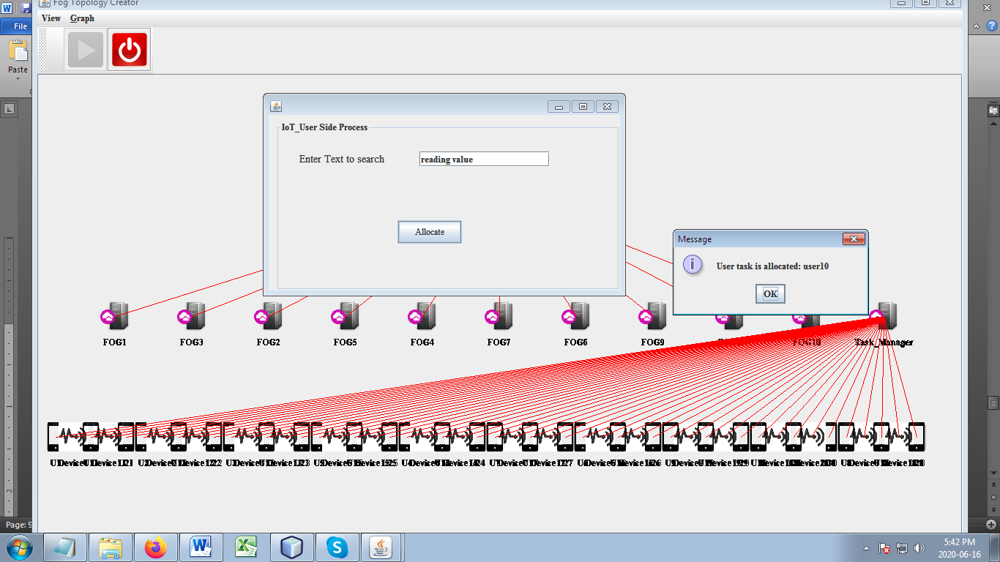 Fog Topology Creator
File
View Graph
Paste
IoT_User Side Process
Enter Text to search
reading value
Allocate
Message
User task is allocated: user10
OK
FOG1
FOG3
FOG2
FOG5
FOG4
FOG7
FOG6
FOG9
FOG10
Task_Manager
Page: 9
5:42 PM
2020-06-16